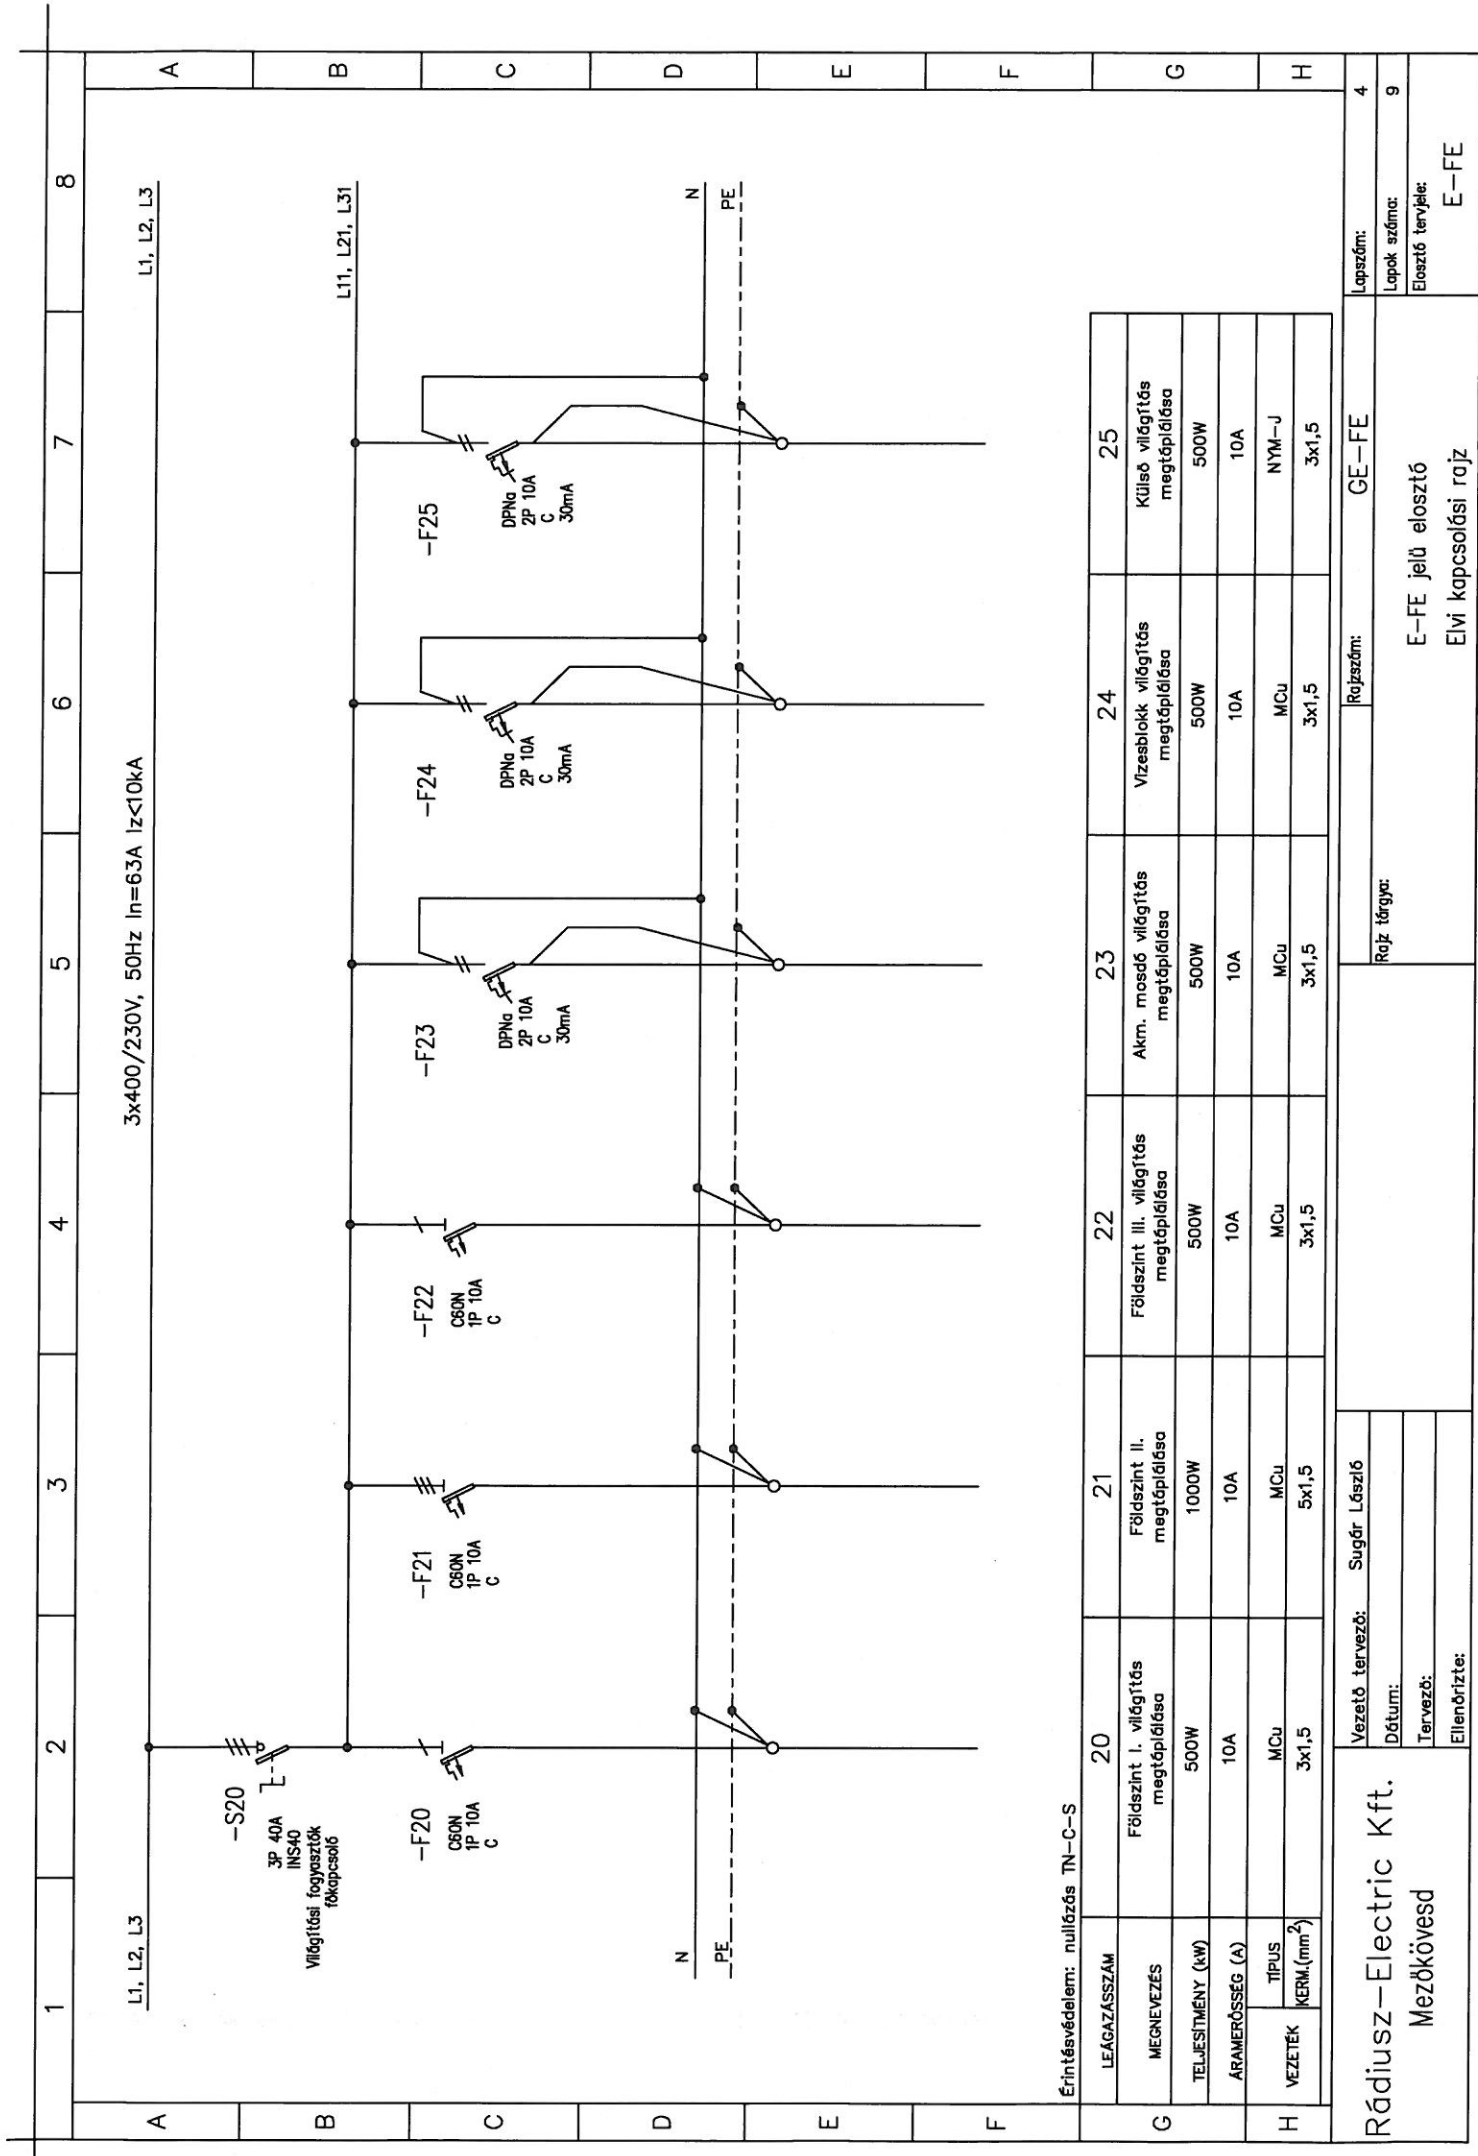 1 2 3 4 5 6 7 8
A
B
C
D
E
F
G
H
A
B
C
D
E
F
G
H
3x400/230V, 50Hz In=63A Iz<10kA
L1, L2, L3
L1, L2, L3
-S20
3P 40A
INS40
Világítási fogyasztók
főkapcsoló
L11, L21, L31
-F20
C60N
1P 10A
C
-F21
C60N
1P 10A
C
-F22
C60N
1P 10A
C
-F23
DPNa
2P 10A
C
30mA
-F24
DPNa
2P 10A
C
30mA
-F25
DPNa
2P 10A
C
30mA
N
N
PE
PE
Érintésvédelem: nullázás TN-C-S
LEÁGAZÁSSZÁM 20 21 22 23 24 25
MEGNEVEZÉS
Földszint I. világítás
megtáplálása
Földszint II.
megtáplálása
Földszint III. világítás
megtáplálása
Akm. mosdó világítás
megtáplálása
Vizesblokk világítás
megtáplálása
Külső világítás
megtáplálása
TELJESÍTMÉNY (kW) 500W 1000W 500W 500W 500W 500W
ÁRAMERŐSSÉG (A) 10A 10A 10A 10A 10A 10A
VEZETÉK
TÍPUS MCu MCu MCu MCu MCu NYM-J
KERM.(mm²) 3x1,5 5x1,5 3x1,5 3x1,5 3x1,5 3x1,5
Rádiusz-Electric Kft.
Mezőkövesd
Vezető tervező: Sugár László
Dátum:
Tervező:
Ellenőrizte:
Rajzszám: GE-FE
Rajz tárgya:
E-FE jelű elosztó
Elvi kapcsolási rajz
Lapszám: 4
Lapok száma: 9
Elosztó tervjele:
E-FE